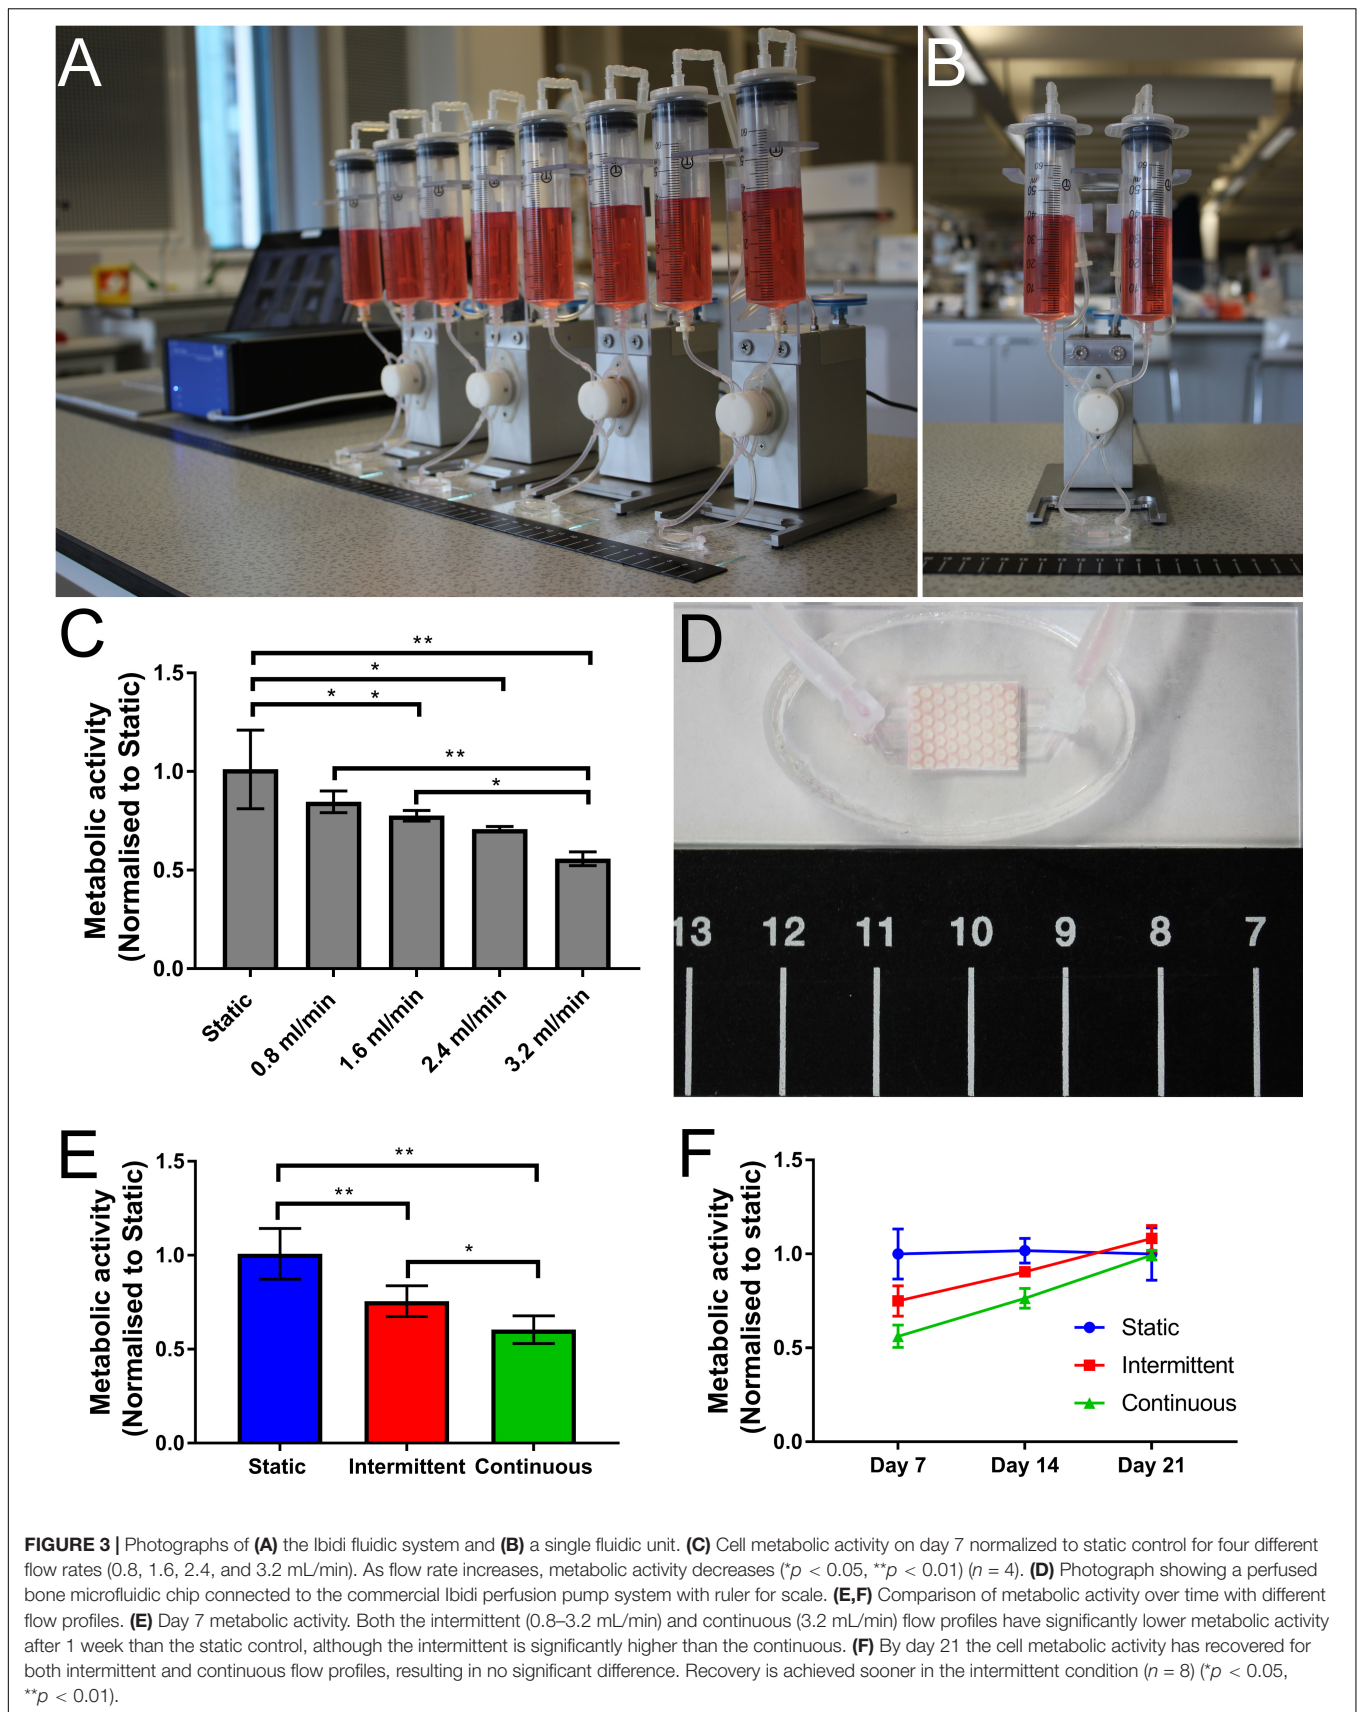 A
B
C
Metabolic activity
(Normalised to Static)
1.5
1.0
0.5
0.0
**
*
* *
**
*
Static
0.8 ml/min
1.6 ml/min
2.4 ml/min
3.2 ml/min
D
13 12 11 10 9 8 7
E
Metabolic activity
(Normalised to Static)
1.5
1.0
0.5
0.0
**
**
*
Static Intermittent Continuous
F
Metabolic activity
(Normalised to static)
1.5
1.0
0.5
0.0
Static
Intermittent
Continuous
Day 7 Day 14 Day 21
FIGURE 3 | Photographs of (A) the Ibidi fluidic system and (B) a single fluidic unit. (C) Cell metabolic activity on day 7 normalized to static control for four different
flow rates (0.8, 1.6, 2.4, and 3.2 mL/min). As flow rate increases, metabolic activity decreases (*p < 0.05, **p < 0.01) (n = 4). (D) Photograph showing a perfused
bone microfluidic chip connected to the commercial Ibidi perfusion pump system with ruler for scale. (E,F) Comparison of metabolic activity over time with different
flow profiles. (E) Day 7 metabolic activity. Both the intermittent (0.8–3.2 mL/min) and continuous (3.2 mL/min) flow profiles have significantly lower metabolic activity
after 1 week than the static control, although the intermittent is significantly higher than the continuous. (F) By day 21 the cell metabolic activity has recovered for
both intermittent and continuous flow profiles, resulting in no significant difference. Recovery is achieved sooner in the intermittent condition (n = 8) (*p < 0.05,
**p < 0.01).